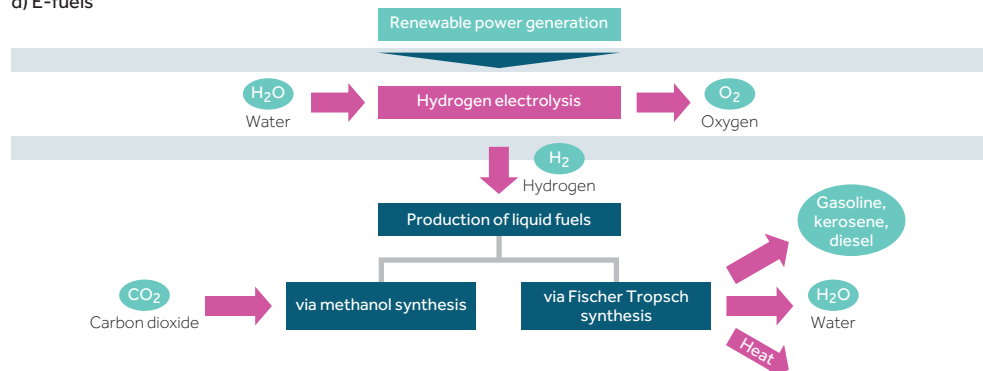 d) E-fuels
Renewable power generation
H₂O
Water
Hydrogen electrolysis
O₂
Oxygen
H₂
Hydrogen
Production of liquid fuels
Gasoline,
kerosene,
diesel
CO₂
Carbon dioxide
via methanol synthesis
via Fischer Tropsch
synthesis
H₂O
Water
Heat